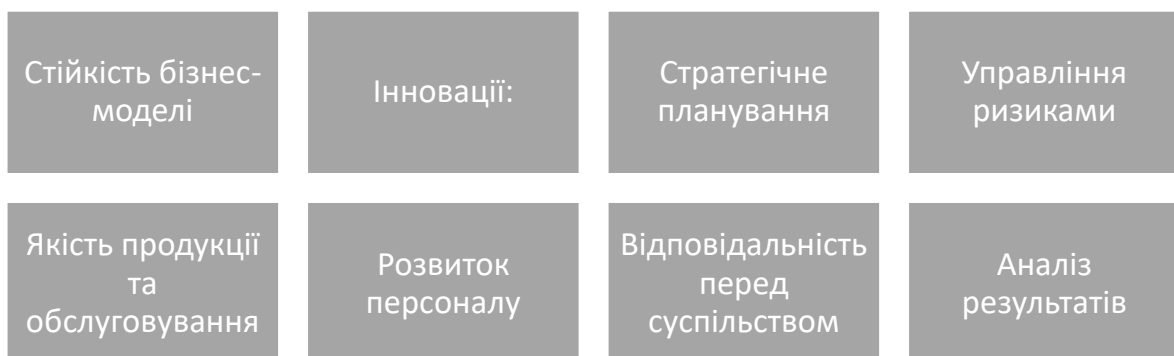 Стійкість бізнес-
моделі
Інновації:
Стратегічне
планування
Управління
ризиками
Якість продукції
та
обслуговування
Розвиток
персоналу
Відповідальність
перед
суспільством
Аналіз
результатів